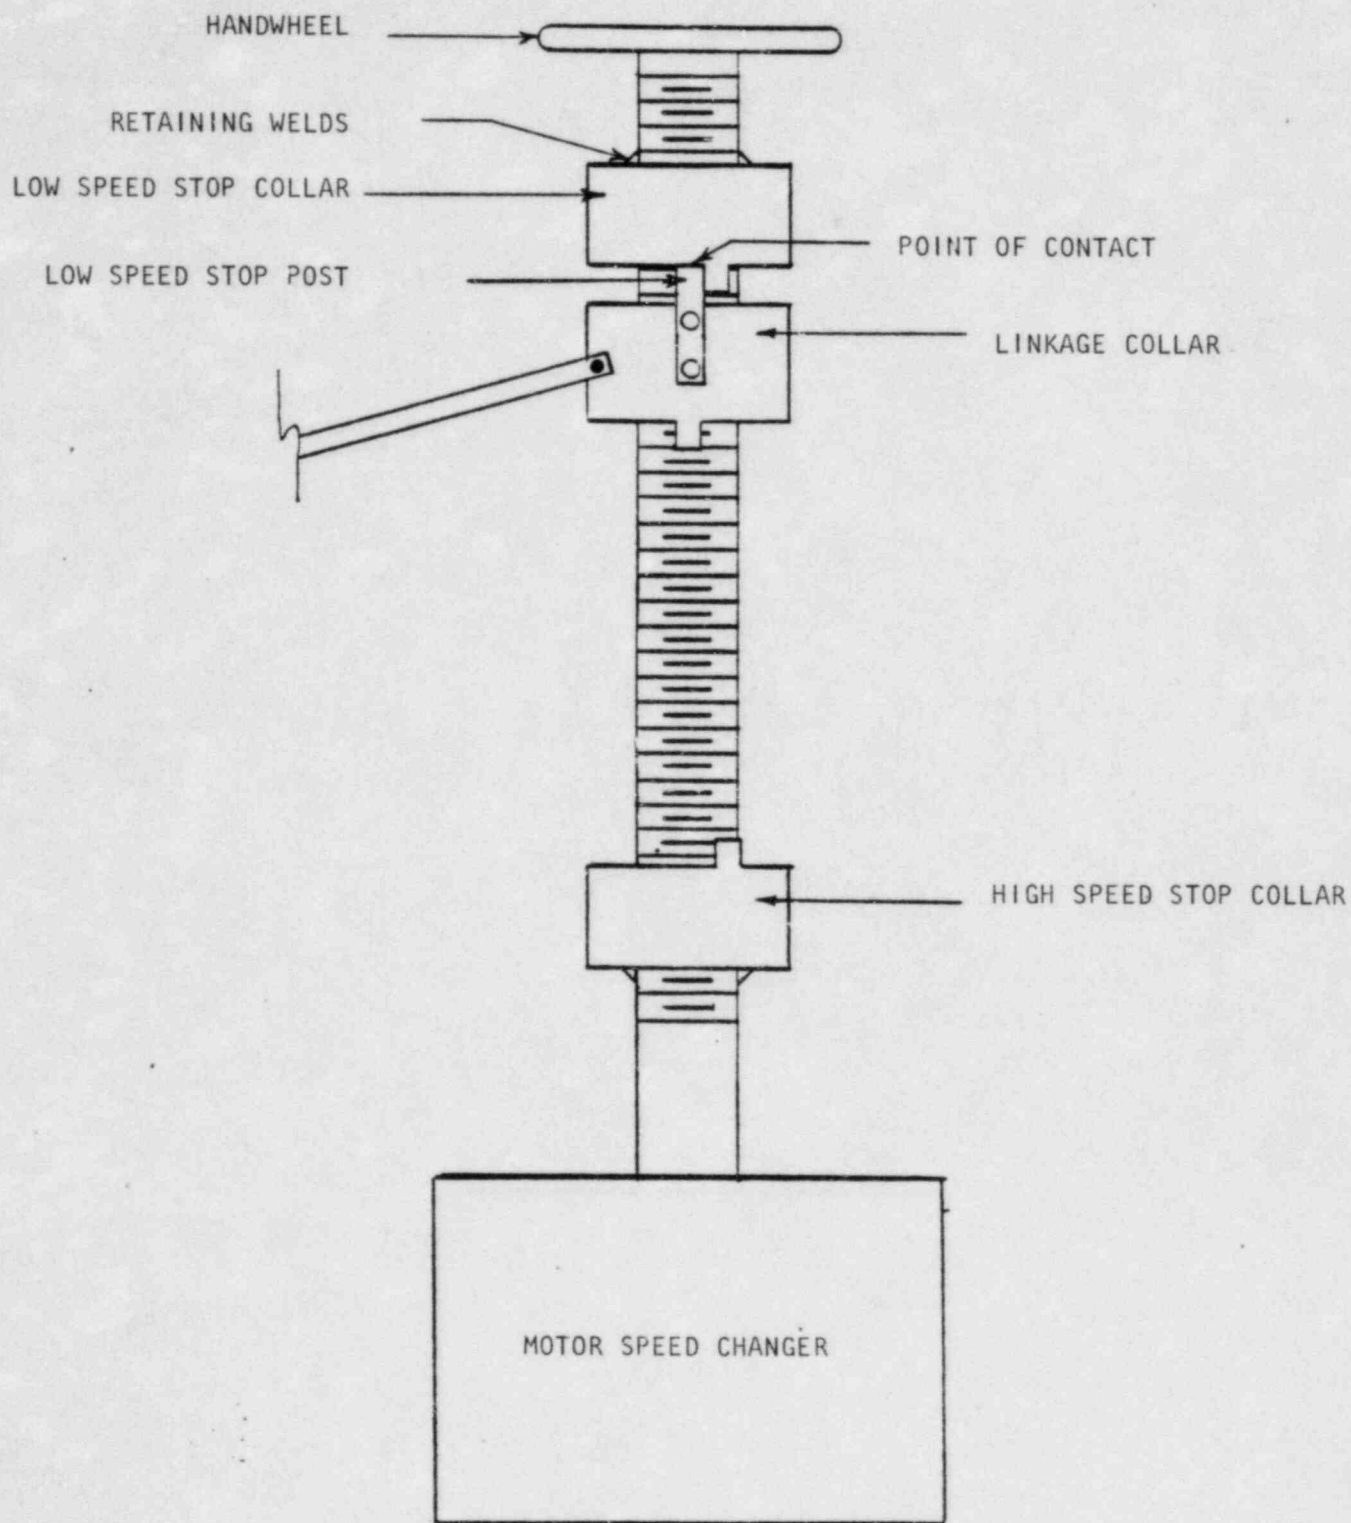 HANDWHEEL
RETAINING WELDS
LOW SPEED STOP COLLAR
POINT OF CONTACT
LOW SPEED STOP POST
LINKAGE COLLAR
HIGH SPEED STOP COLLAR
MOTOR SPEED CHANGER